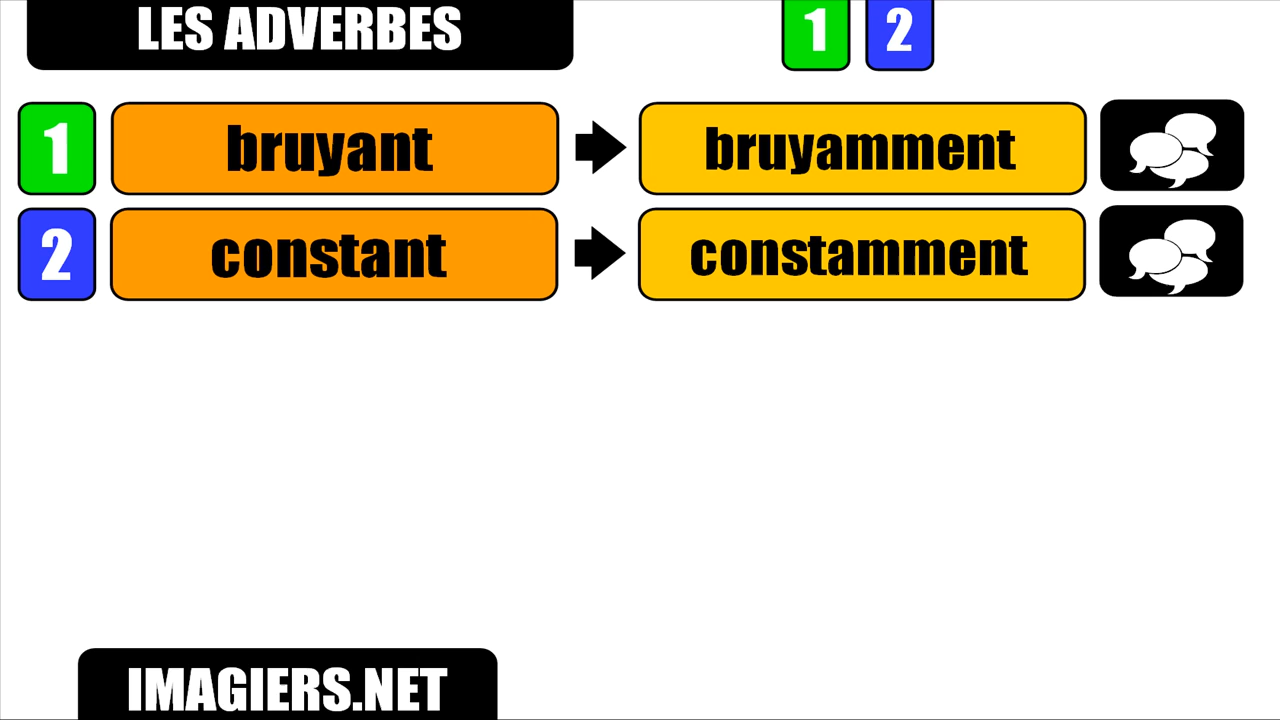 LES ADVERBES
1 2
1 bruyant bruyamment
2 constant constamment
IMAGIERS.NET